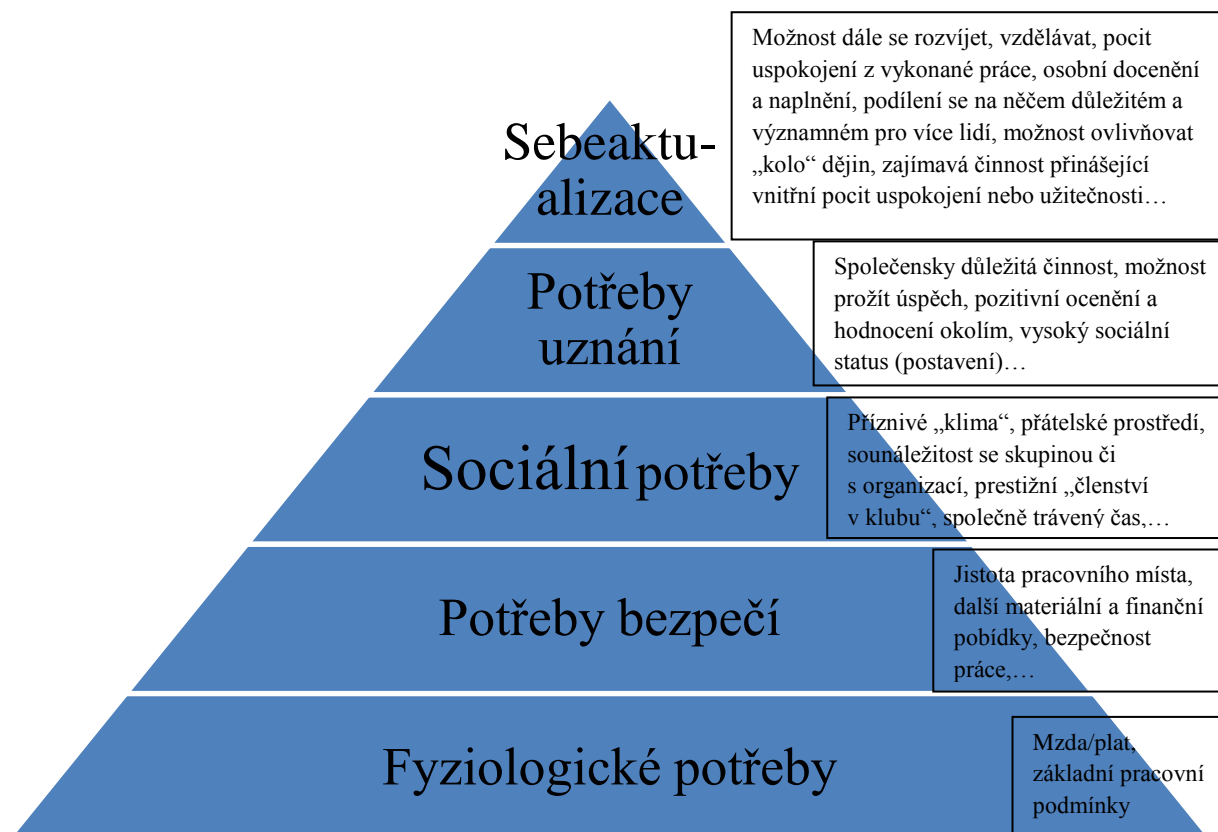 Možnost dále se rozvíjet, vzdělávat, pocit
uspokojení z vykonané práce, osobní docenění
a naplnění, podílení se na něčem důležitém a
významném pro více lidí, možnost ovlivňovat
„kolo“ dějin, zajímavá činnost přinášející
vnitřní pocit uspokojení nebo užitečnosti…
Sebeaktu-
alizace
Společensky důležitá činnost, možnost
prožít úspěch, pozitivní ocenění a
hodnocení okolím, vysoký sociální
status (postavení)…
Potřeby
uznání
Příznivé „klima“, přátelské prostředí,
sounáležitost se skupinou či
s organizací, prestižní „členství
v klubu“, společně trávený čas,…
Sociální potřeby
Jistota pracovního místa,
další materiální a finanční
pobídky, bezpečnost
práce,…
Potřeby bezpečí
Mzda/plat,
základní pracovní
podmínky
Fyziologické potřeby